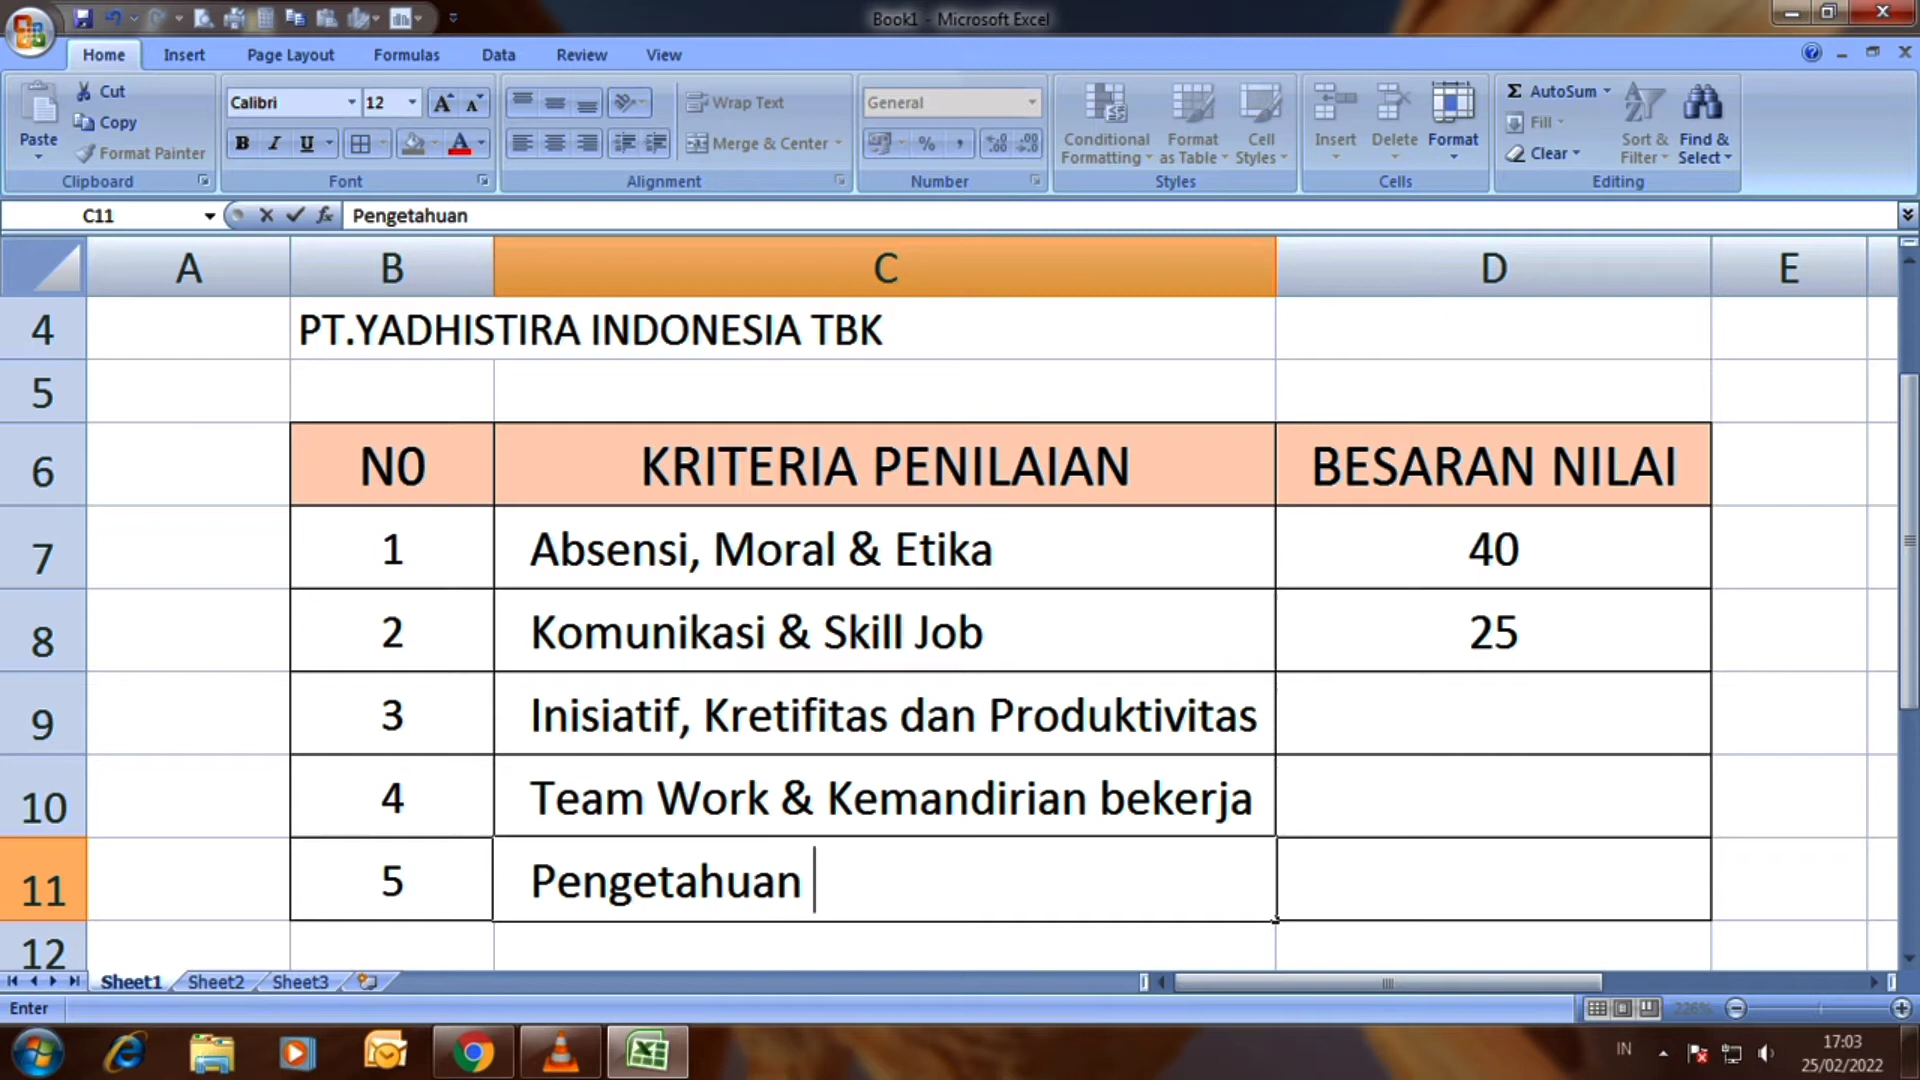 Book1 - Microsoft Excel
Home Insert Page Layout Formulas Data Review View
Paste
Cut
Copy
Format Painter
Clipboard
Calibri 12
B I U
Font
Wrap Text
Merge & Center
Alignment
General
Number
Conditional Formatting
Format as Table
Cell Styles
Styles
Insert
Delete
Format
Cells
AutoSum
Fill
Clear
Sort & Filter
Find & Select
Editing
C11 Pengetahuan
A B C D E
4 PT.YADHISTIRA INDONESIA TBK
5
6 N0 KRITERIA PENILAIAN BESARAN NILAI
7 1 Absensi, Moral & Etika 40
8 2 Komunikasi & Skill Job 25
9 3 Inisiatif, Kretifitas dan Produktivitas
10 4 Team Work & Kemandirian bekerja
11 5 Pengetahuan
12
Sheet1 Sheet2 Sheet3
Enter 226%
IN 17:03
25/02/2022